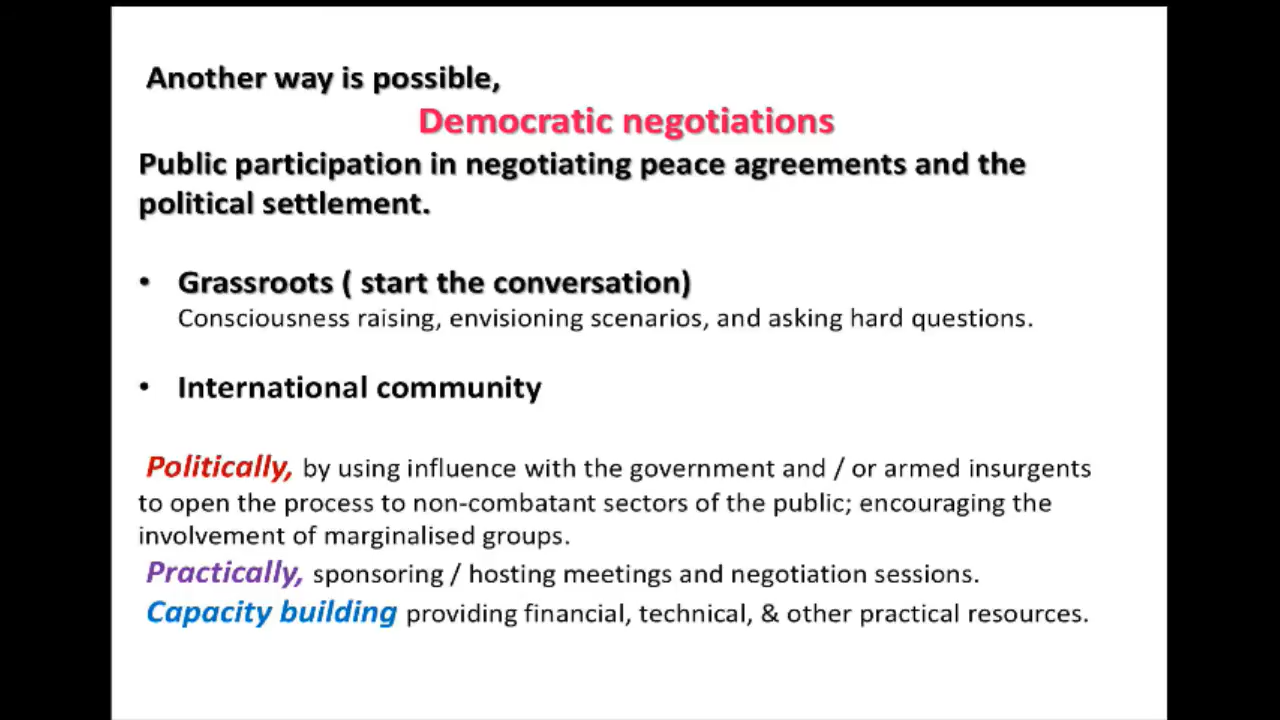 Another way is possible,
Democratic negotiations
Public participation in negotiating peace agreements and the
political settlement.
• Grassroots ( start the conversation)
Consciousness raising, envisioning scenarios, and asking hard questions.
• International community
Politically, by using influence with the government and / or armed insurgents
to open the process to non-combatant sectors of the public; encouraging the
involvement of marginalised groups.
Practically, sponsoring / hosting meetings and negotiation sessions.
Capacity building providing financial, technical, & other practical resources.